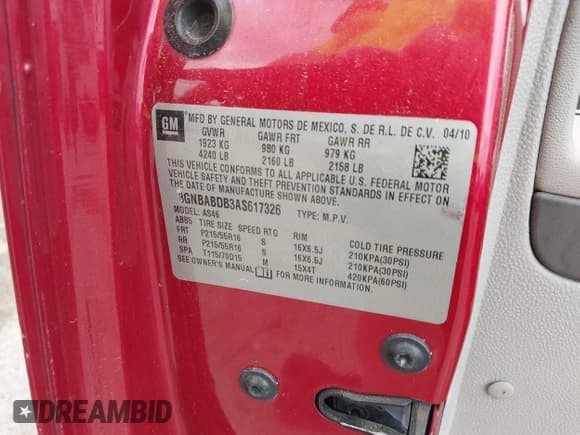 GM
MFD BY GENERAL MOTORS DE MEXICO, S. DE R.L. DE C.V. 04/10
GVWR GAWR FRT GAWR RR
1923 KG 980 KG 979 KG
4240 LB 2160 LB 2158 LB
THIS VEHICLE CONFORMS TO ALL APPLICABLE U.S. FEDERAL MOTOR
VEHICLE SAFETY AND THEFT PREVENTION STANDARDS IN EFFECT ON
THE DATE OF MANUFACTURE SHOWN ABOVE.
3GNBABDB3AS617326 TYPE: M.P.V.
MODEL: AS46
ABB5 TIRE SIZE SPEED RTG RIM COLD TIRE PRESSURE
FRT P215/55R16 S 16X6.5J 210KPA(30PSI)
RR P215/55R16 S 16X6.5J 210KPA(30PSI)
SPA T115/70D15 M 15X4T 420KPA(60PSI)
SEE OWNER'S MANUAL FOR MORE INFORMATION.
DREAMBID